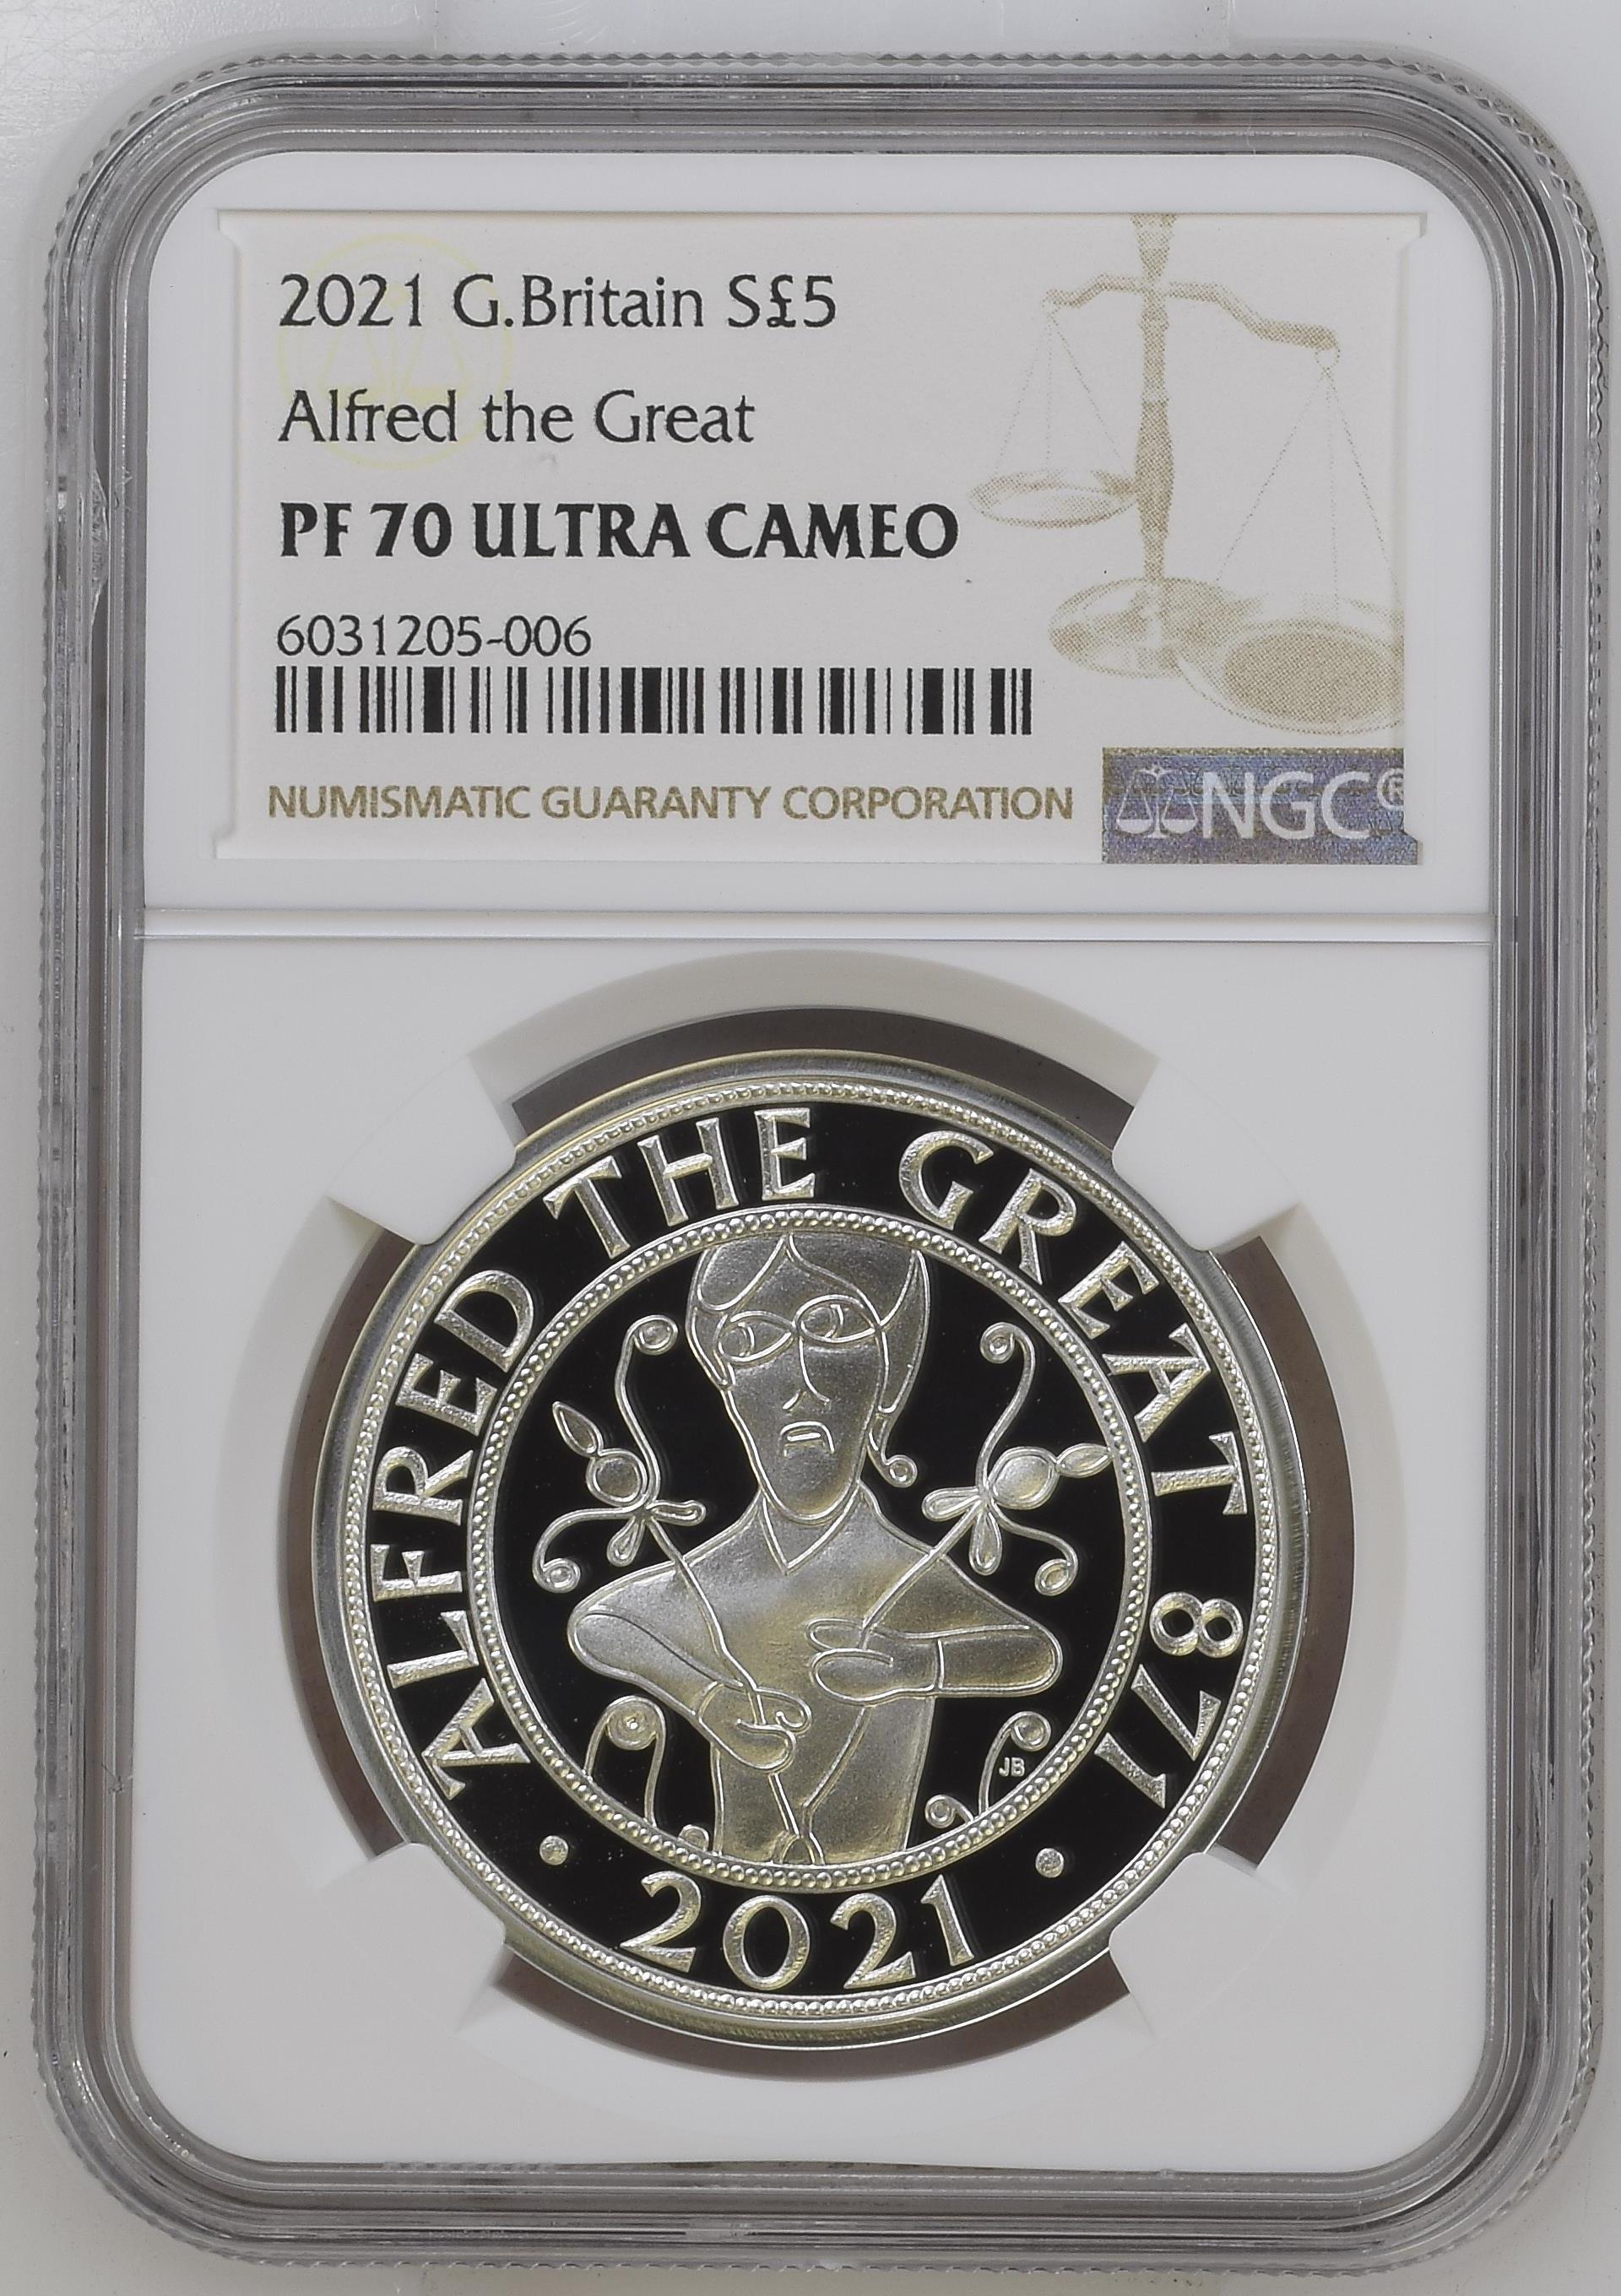 2021 G.Britain S£5
Alfred the Great
PF 70 ULTRA CAMEO
6031205-006
NUMISMATIC GUARANTY CORPORATION
NGC®
ALFRED THE GREAT 871
JB
· 2021 ·